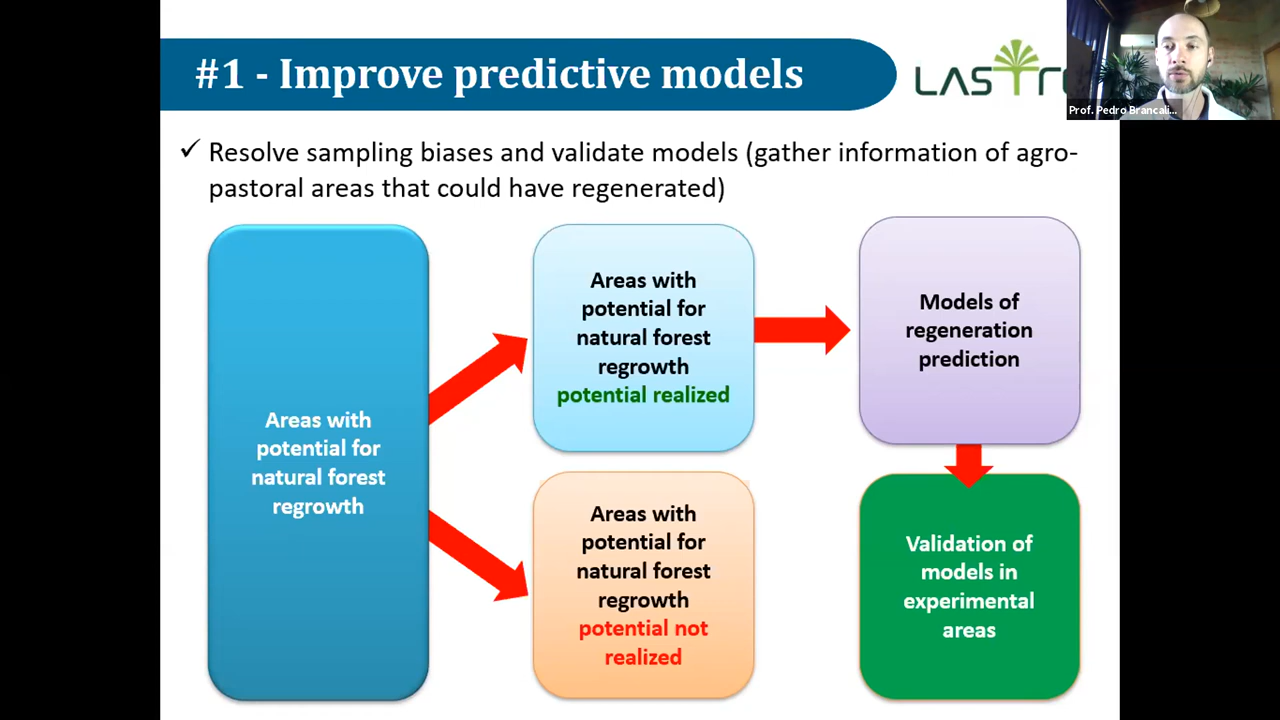 #1 - Improve predictive models
LASTR
Prof. Pedro Brancali...
✓ Resolve sampling biases and validate models (gather information of agro-
pastoral areas that could have regenerated)
Areas with
potential for
natural forest
regrowth
Areas with
potential for
natural forest
regrowth
potential realized
Models of
regeneration
prediction
Areas with
potential for
natural forest
regrowth
potential not
realized
Validation of
models in
experimental
areas